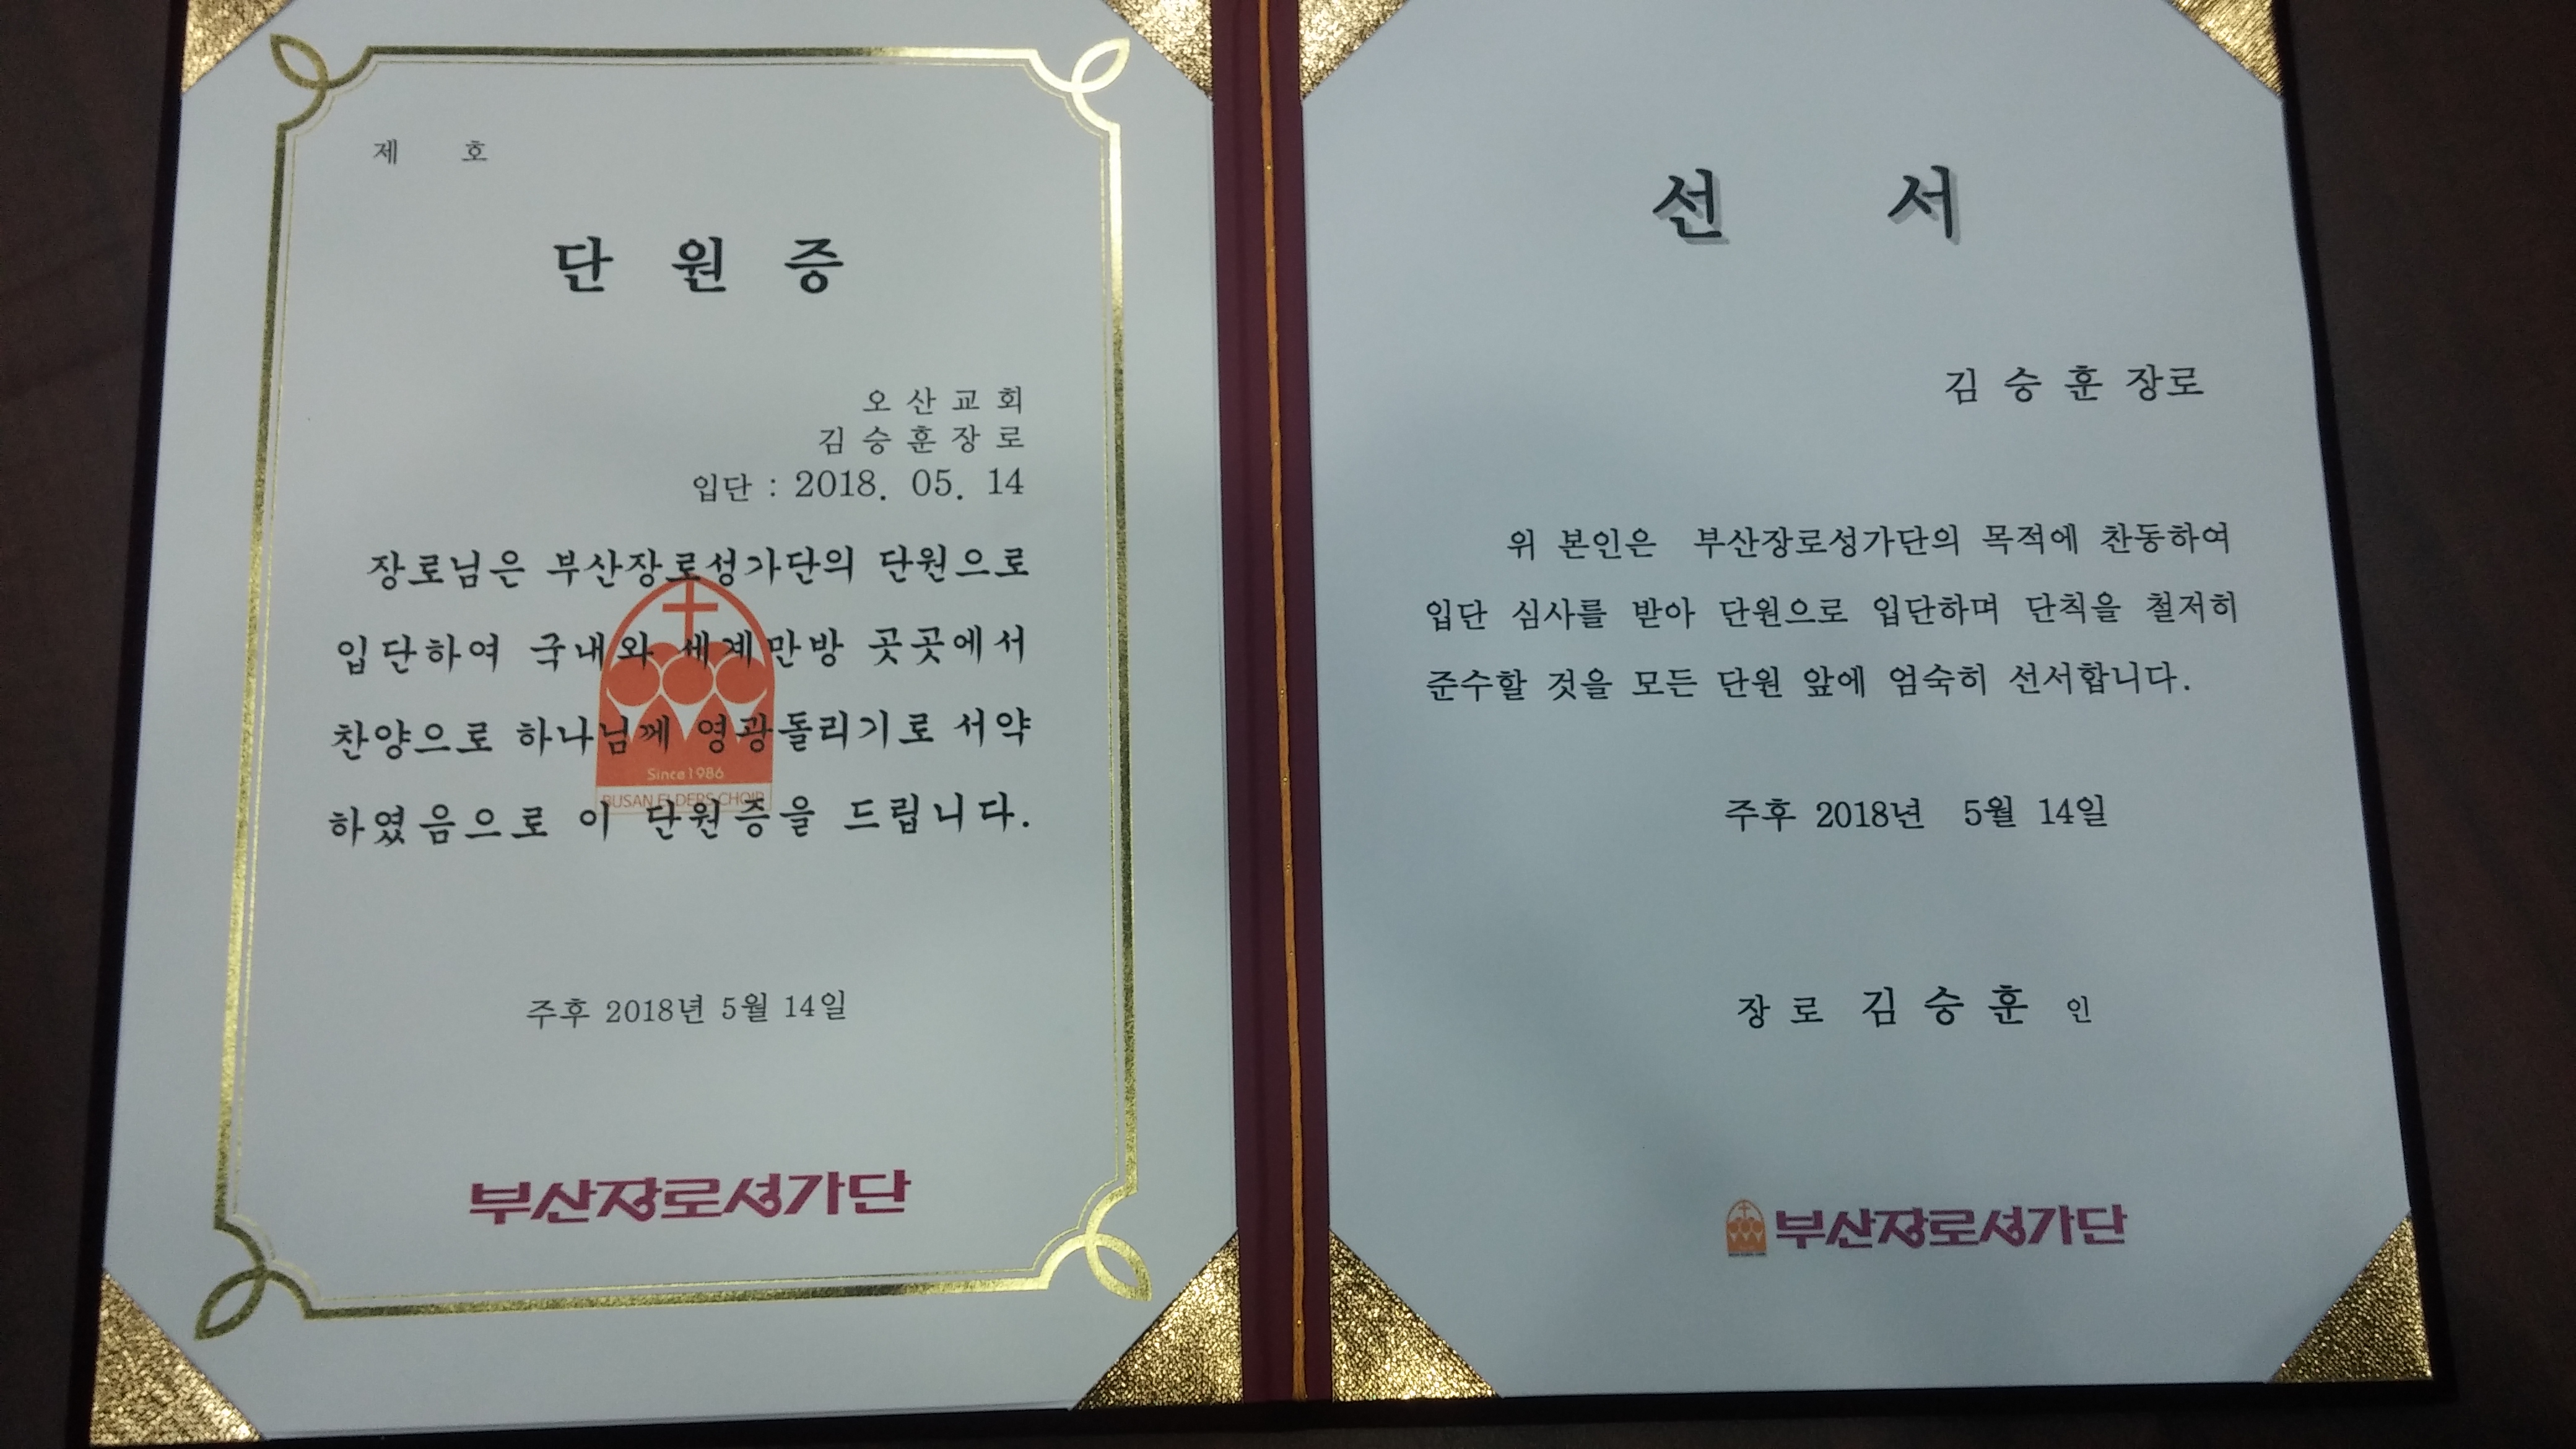 제 호
단 원 증
오 산 교 회
김 승 훈 장 로
입단 : 2018. 05. 14
장로님은 부산장로성가단의 단원으로
입단하여 국내와 세계만방 곳곳에서
찬양으로 하나님께 영광돌리기로 서약
하였음으로 이 단원증을 드립니다.
Since1986
BUSAN ELDERS CHOIR
주후 2018년 5월 14일
부산장로성가단
선 서
김 승 훈 장로
위 본인은 부산장로성가단의 목적에 찬동하여
입단 심사를 받아 단원으로 입단하며 단칙을 철저히
준수할 것을 모든 단원 앞에 엄숙히 선서합니다.
주후 2018년 5월 14일
장 로 김 승 훈 인
부산장로성가단